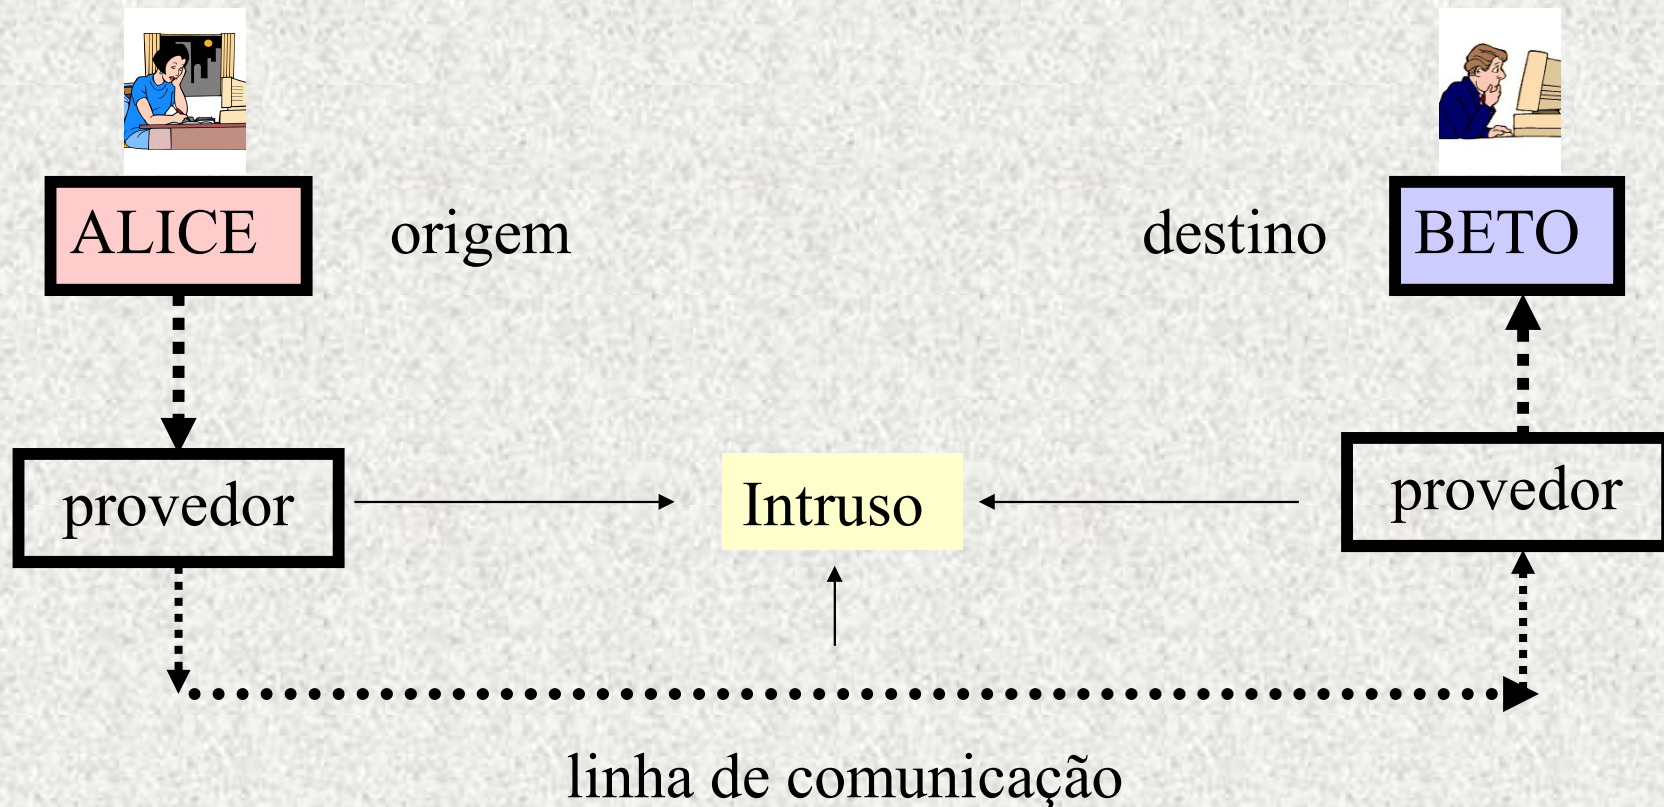 ALICE
origem
destino
BETO
provedor
Intruso
provedor
linha de comunicação